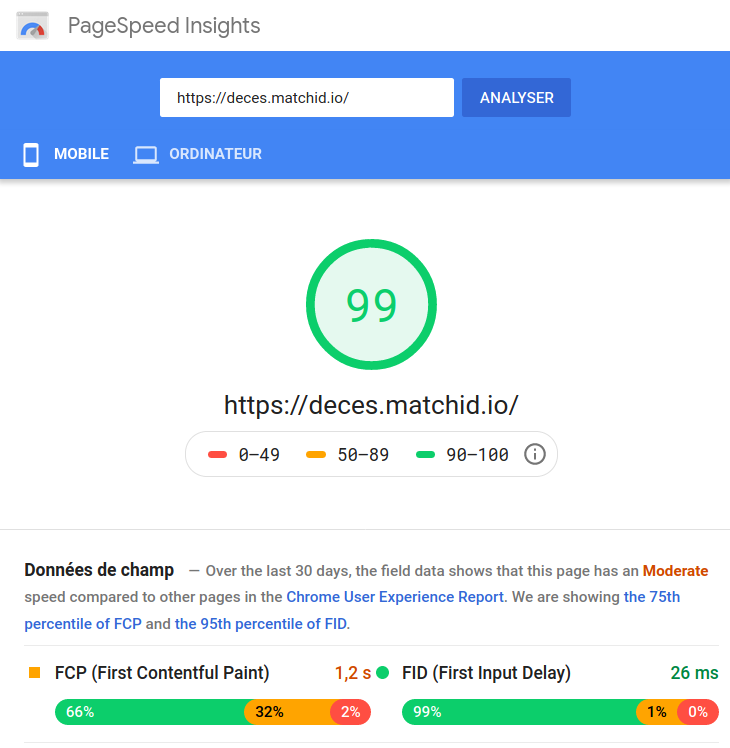 PageSpeed Insights
https://deces.matchid.io/
ANALYSER
MOBILE
ORDINATEUR
99
https://deces.matchid.io/
0–49
50–89
90–100
Données de champ — Over the last 30 days, the field data shows that this page has an Moderate
speed compared to other pages in the Chrome User Experience Report. We are showing the 75th
percentile of FCP and the 95th percentile of FID.
FCP (First Contentful Paint) 1,2 s
66% 32% 2%
FID (First Input Delay) 26 ms
99% 1% 0%